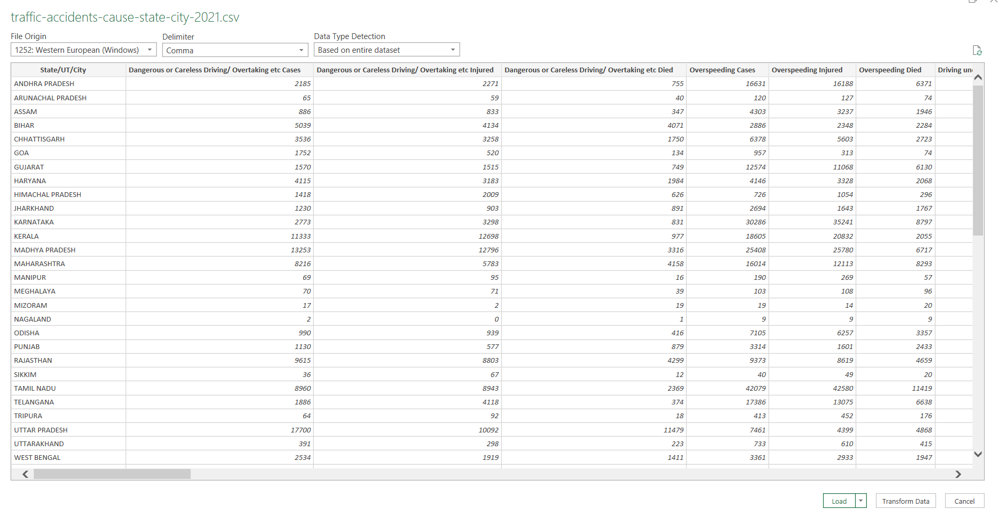 traffic-accidents-cause-state-city-2021.csv
File Origin Delimiter Data Type Detection
1252: Western European (Windows) Comma Based on entire dataset
State/UT/City Dangerous or Careless Driving/ Overtaking etc Cases Dangerous or Careless Driving/ Overtaking etc Injured Dangerous or Careless Driving/ Overtaking etc Died Overspeeding Cases Overspeeding Injured Overspeeding Died Driving
ANDHRA PRADESH 2185 2271 755 16631 16188 6371
ARUNACHAL PRADESH 65 59 40 120 127 74
ASSAM 886 833 347 4303 3237 1946
BIHAR 5039 4134 4071 2886 2348 2284
CHHATTISGARH 3536 3258 1750 6378 5603 2723
GOA 1752 520 134 957 313 74
GUJARAT 1570 1515 749 12574 11068 6130
HARYANA 4115 3183 1984 4146 3328 2068
HIMACHAL PRADESH 1418 2009 626 726 1054 296
JHARKHAND 1230 903 891 2694 1643 1767
KARNATAKA 2773 3298 831 30286 35241 8797
KERALA 11333 12698 977 18605 20832 2055
MADHYA PRADESH 13253 12796 3316 25408 25780 6717
MAHARASHTRA 8216 5783 4158 16014 12113 8293
MANIPUR 69 95 16 190 269 57
MEGHALAYA 70 71 39 103 108 96
MIZORAM 17 2 19 19 14 20
NAGALAND 2 0 1 9 9 9
ODISHA 990 939 416 7105 6257 3357
PUNJAB 1130 577 879 3314 1601 2433
RAJASTHAN 9615 8803 4299 9373 8619 4659
SIKKIM 36 67 12 40 49 20
TAMIL NADU 8960 8943 2369 42079 42580 11419
TELANGANA 1886 4118 374 17386 13075 6638
TRIPURA 64 92 18 413 452 176
UTTAR PRADESH 17700 10092 11479 7461 4399 4868
UTTARAKHAND 391 298 223 733 610 415
WEST BENGAL 2534 1919 1411 3361 2933 1947
Load Transform Data Cancel